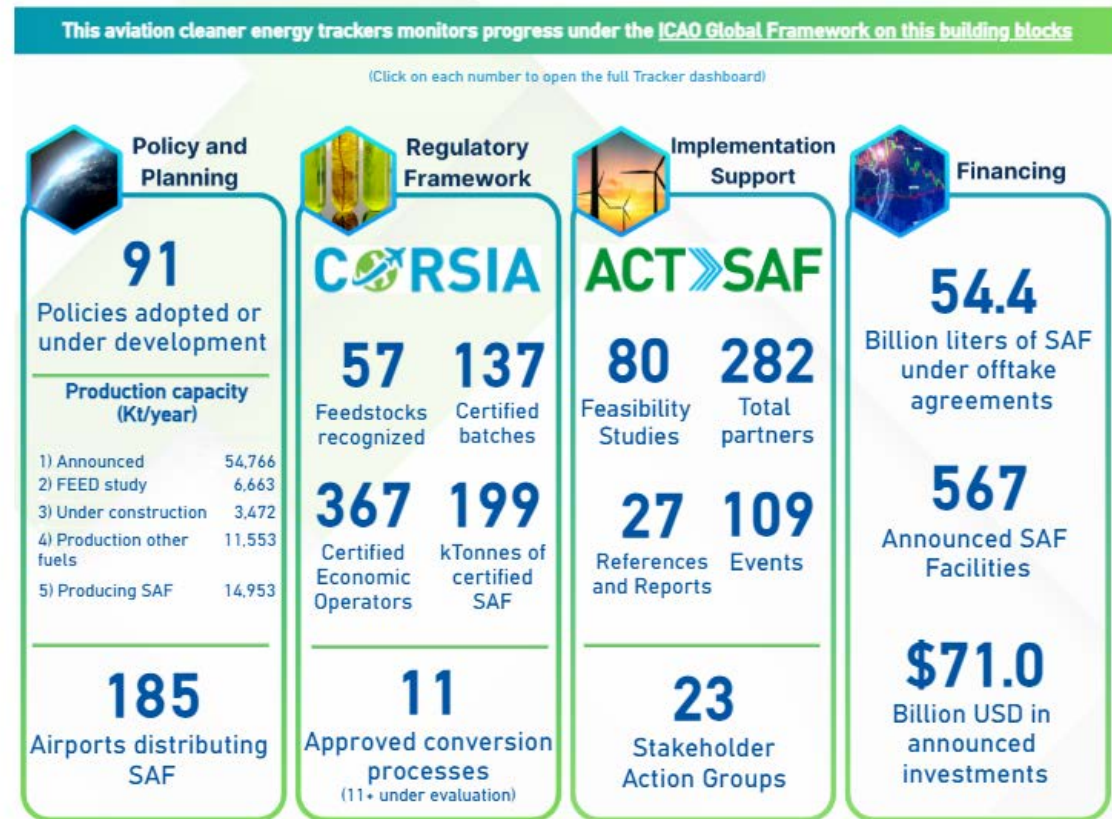 This aviation cleaner energy trackers monitors progress under the ICAO Global Framework on this building blocks
(Click on each number to open the full Tracker dashboard)
Policy and
Planning
91
Policies adopted or
under development
Production capacity
(Kt/year)
1) Announced 54,766
2) FEED study 6,663
3) Under construction 3,472
4) Production other 11,553
fuels
5) Producing SAF 14,953
185
Airports distributing
SAF
Regulatory
Framework
CORSIA
57 137
Feedstocks Certified
recognized batches
367 199
Certified kTonnes of
Economic certified
Operators SAF
11
Approved conversion
processes
(11+ under evaluation)
Implementation
Support
ACT SAF
80 282
Feasibility Total
Studies partners
27 109
References Events
and Reports
23
Stakeholder
Action Groups
Financing
54.4
Billion liters of SAF
under offtake
agreements
567
Announced SAF
Facilities
$71.0
Billion USD in
announced
investments